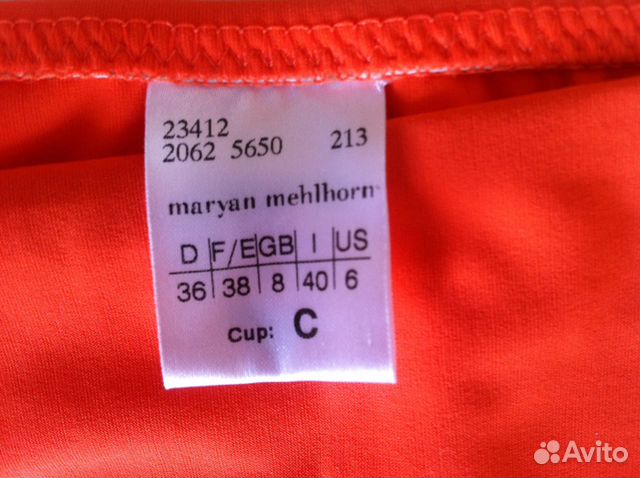 23412
2062 5650 213
maryan mehlhorn
D F/E GB I US
36 38 8 40 6
Cup: C
Avito